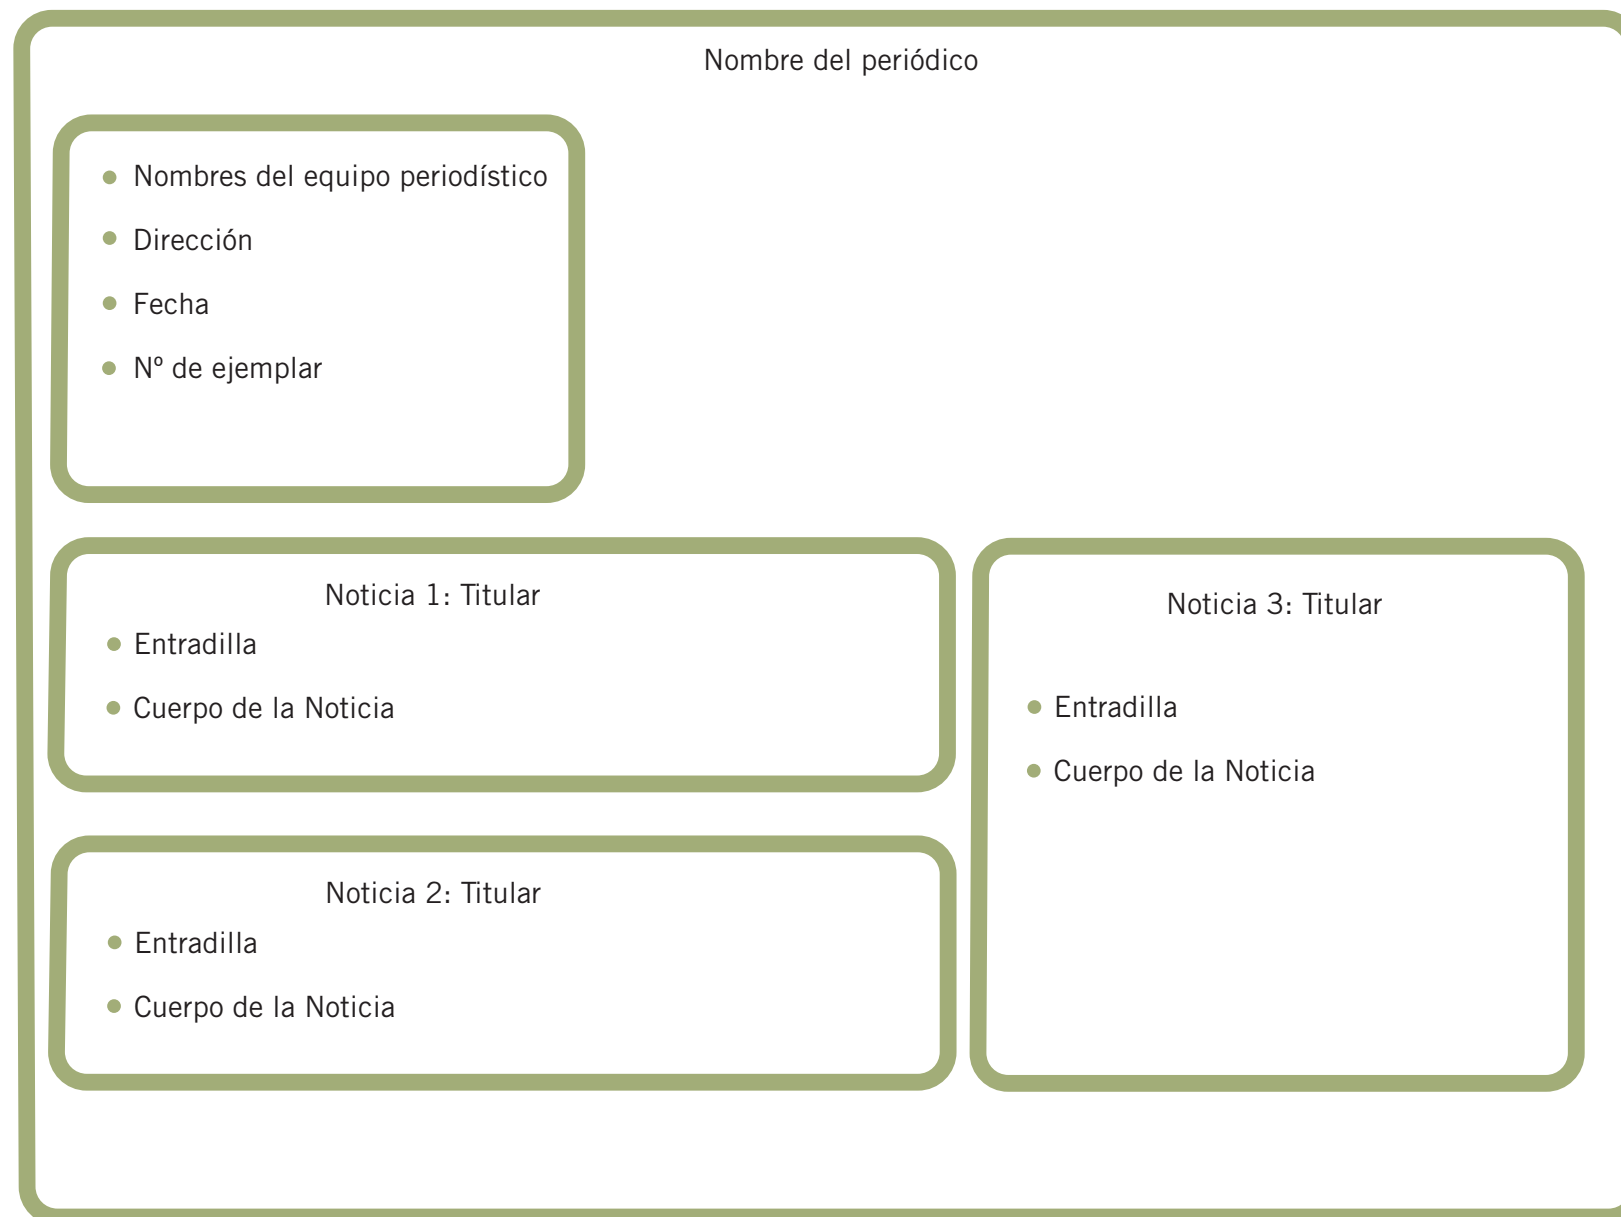 Nombre del periódico
Nombres del equipo periodístico
Dirección
Fecha
Nº de ejemplar
Noticia 1: Titular
Entradilla
Cuerpo de la Noticia
Noticia 2: Titular
Entradilla
Cuerpo de la Noticia
Noticia 3: Titular
Entradilla
Cuerpo de la Noticia